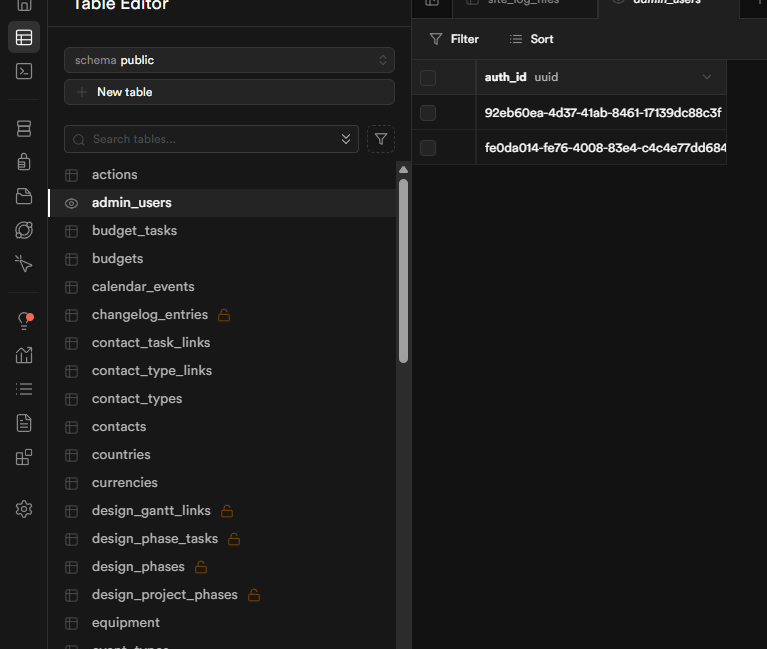 Table Editor
schema public
New table
Search tables...
actions
admin_users
budget_tasks
budgets
calendar_events
changelog_entries
contact_task_links
contact_type_links
contact_types
contacts
countries
currencies
design_gantt_links
design_phase_tasks
design_phases
design_project_phases
equipment
event_types
site_log_files
admin_users
Filter
Sort
auth_id uuid
92eb60ea-4d37-41ab-8461-17139dc88c3f
fe0da014-fe76-4008-83e4-c4c4e77dd684